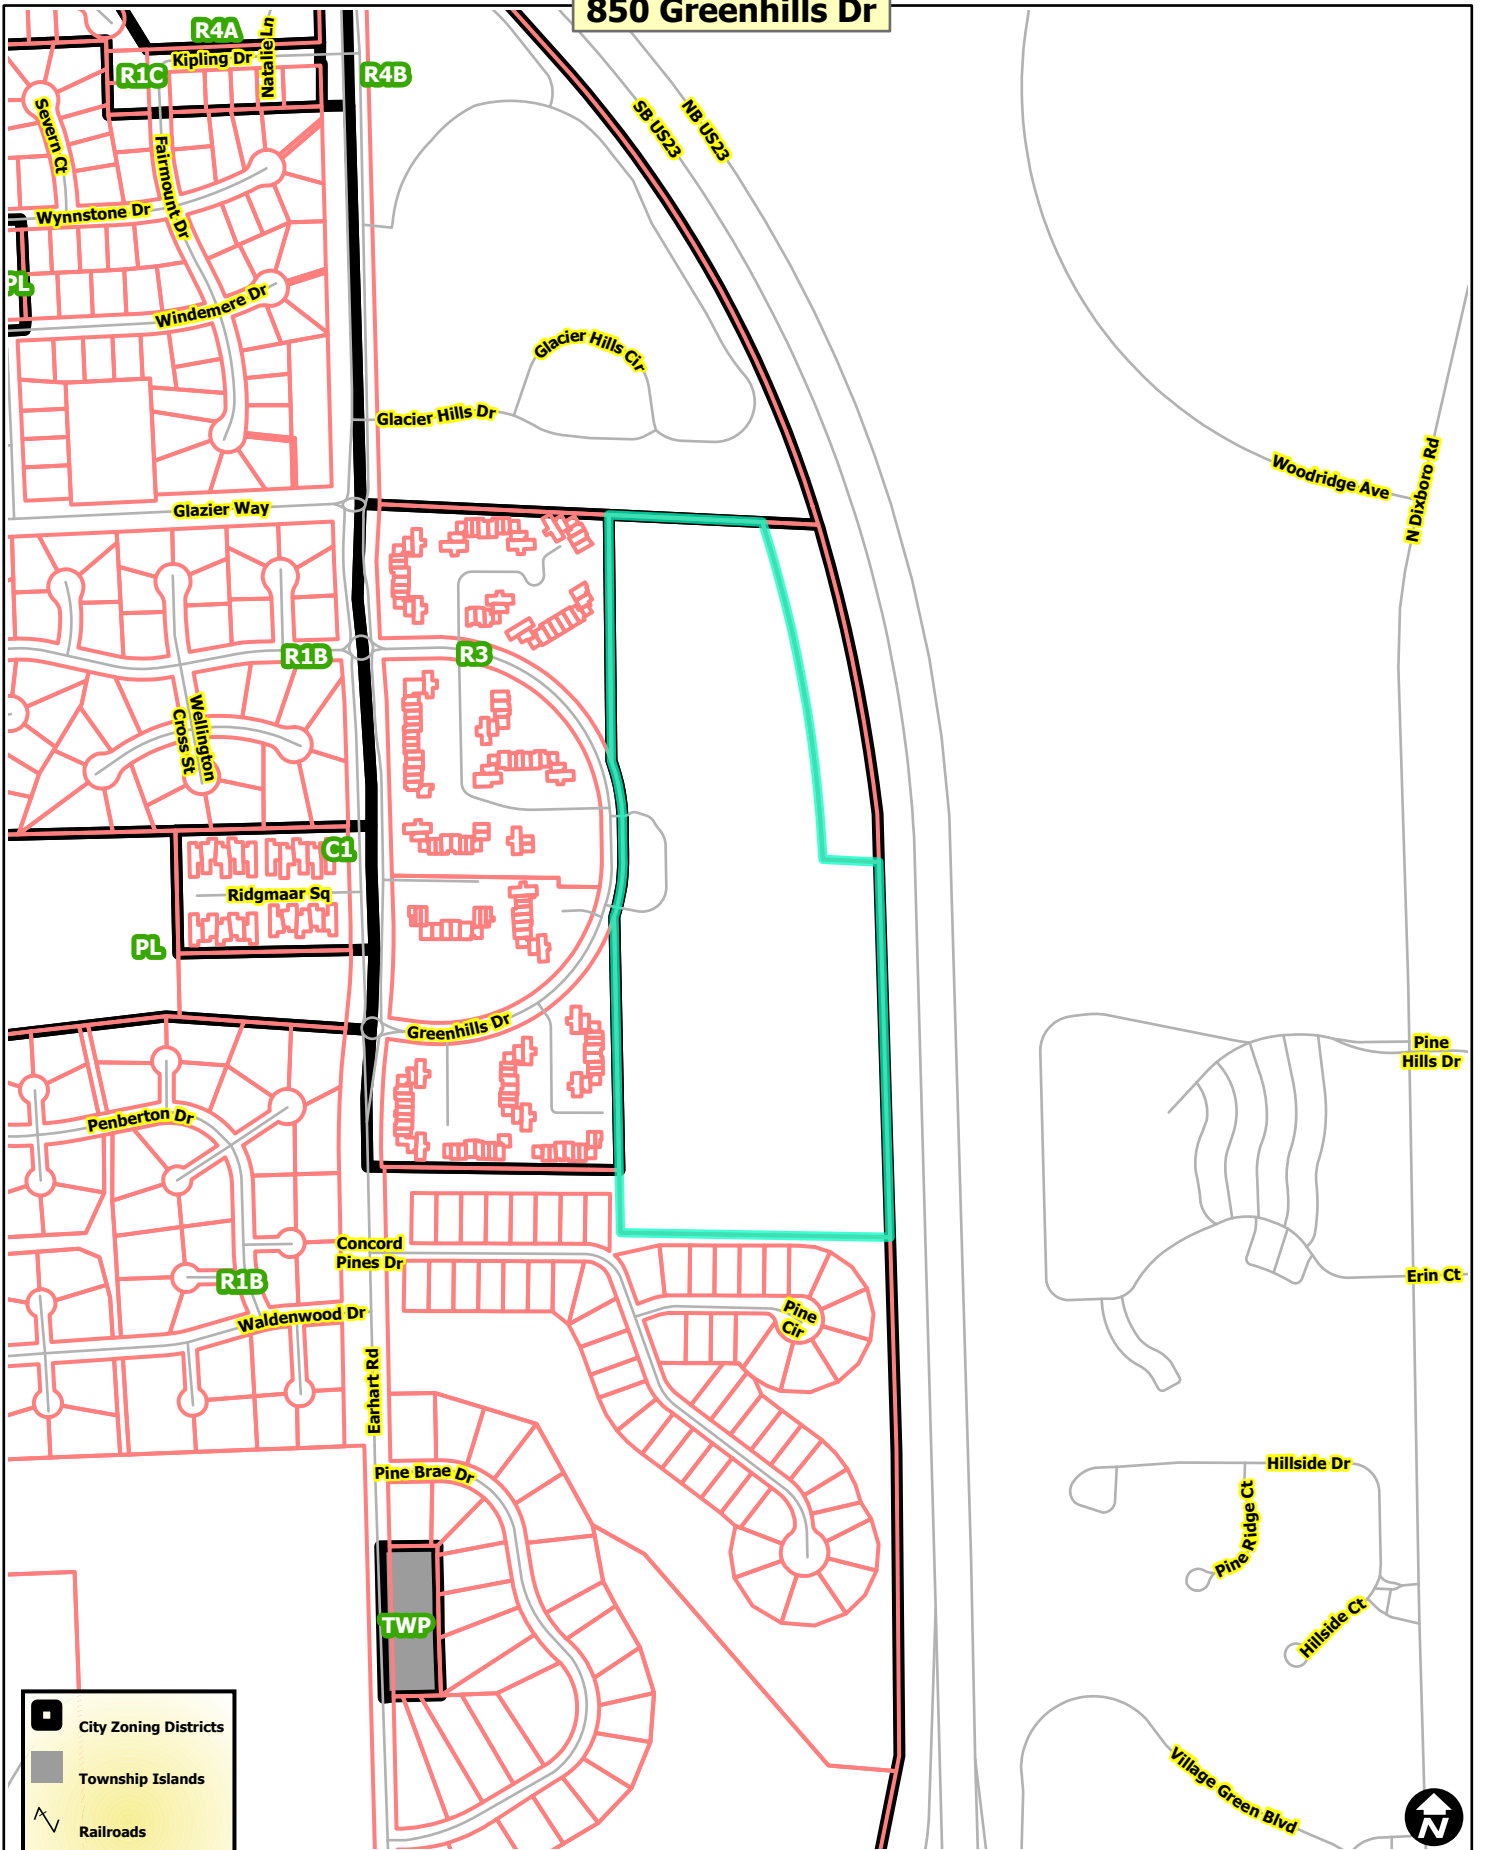 850 Greenhills Dr
R4A
Natalie Ln
Kipling Dr
R1C
R4B
Severn Ct
Fairmount Dr
SB US23
NB US23
Wynnstone Dr
PL
Windemere Dr
Glacier Hills Cir
Glacier Hills Dr
Woodridge Ave
N Dixboro Rd
Glazier Way
R1B
R3
Wellington
Cross St
C1
Ridgmaar Sq
PL
Greenhills Dr
Pine
Hills Dr
Penberton Dr
Concord
Pines Dr
R1B
Erin Ct
Waldenwood Dr
Pine
Cir
Earhart Rd
Pine Brae Dr
Hillside Dr
Pine Ridge Ct
Hillside Ct
TWP
City Zoning Districts
Township Islands
Railroads
Village Green Blvd
N